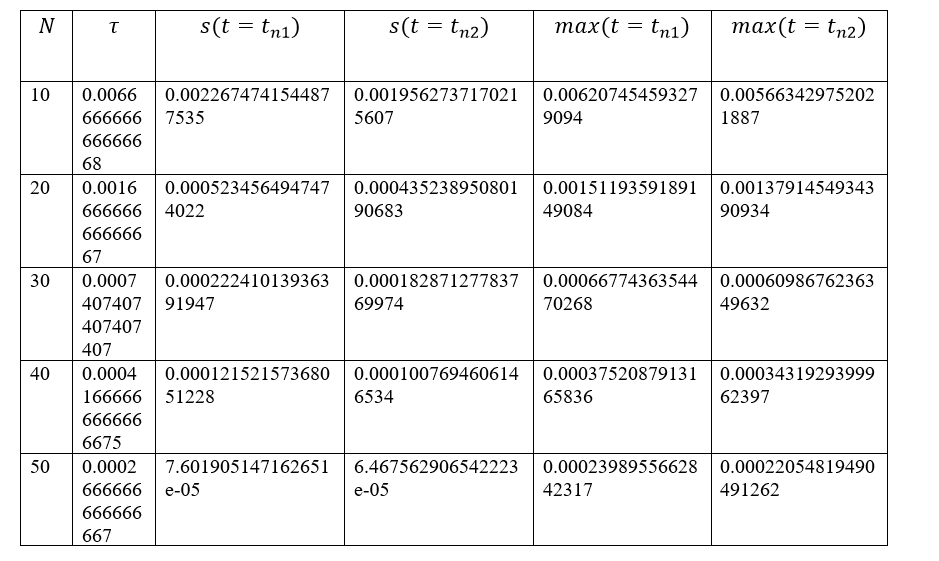 N τ s(t = tn1) s(t = tn2) max(t = tn1) max(t = tn2)
10 0.0066 0.002267474154487 0.001956273717021 0.00620745459327 0.00566342975202
666666 7535 5607 9094 1887
666666
68
20 0.0016 0.000523456494747 0.000435238950801 0.00151193591891 0.00137914549343
666666 4022 90683 49084 90934
666666
67
30 0.0007 0.000222410139363 0.000182871277837 0.00066774363544 0.00060986762363
407407 91947 69974 70268 49632
407407
407
40 0.0004 0.000121521573680 0.000100769460614 0.00037520879131 0.00034319293999
166666 51228 6534 65836 62397
666666
6675
50 0.0002 7.601905147162651 6.467562906542223 0.00023989556628 0.00022054819490
666666 e-05 e-05 42317 491262
666666
667